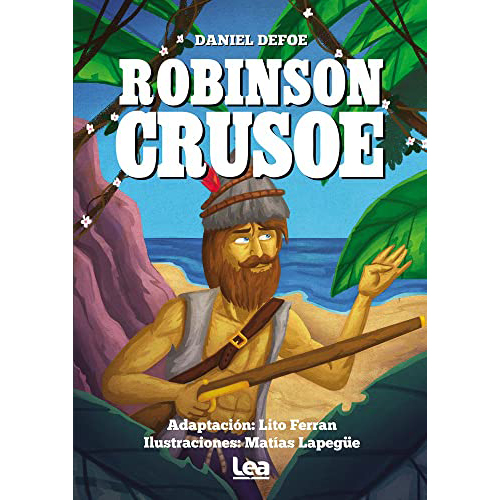 DANIEL DEFOE
ROBINSON
CRUSOE
Adaptación: Lito Ferran
Ilustraciones: Matías Lapegüe
Lea